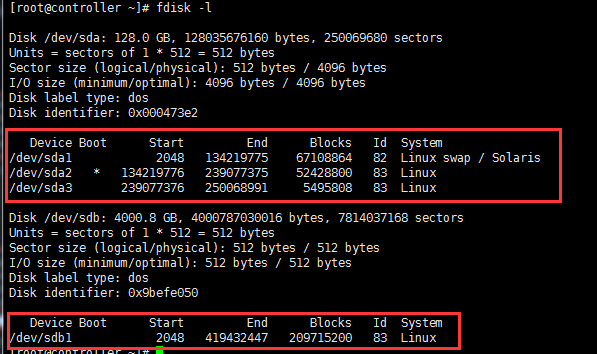 [root@controller ~]# fdisk -l
Disk /dev/sda: 128.0 GB, 128035676160 bytes, 250069680 sectors
Units = sectors of 1 * 512 = 512 bytes
Sector size (logical/physical): 512 bytes / 4096 bytes
I/O size (minimum/optimal): 4096 bytes / 4096 bytes
Disk label type: dos
Disk identifier: 0x000473e2
Device Boot Start End Blocks Id System
/dev/sda1 2048 134219775 67108864 82 Linux swap / Solaris
/dev/sda2 * 134219776 239077375 52428800 83 Linux
/dev/sda3 239077376 250068991 5495808 83 Linux
Disk /dev/sdb: 4000.8 GB, 4000787030016 bytes, 7814037168 sectors
Units = sectors of 1 * 512 = 512 bytes
Sector size (logical/physical): 512 bytes / 512 bytes
I/O size (minimum/optimal): 512 bytes / 512 bytes
Disk label type: dos
Disk identifier: 0x9befe050
Device Boot Start End Blocks Id System
/dev/sdb1 2048 419432447 209715200 83 Linux
[root@controller ~]#